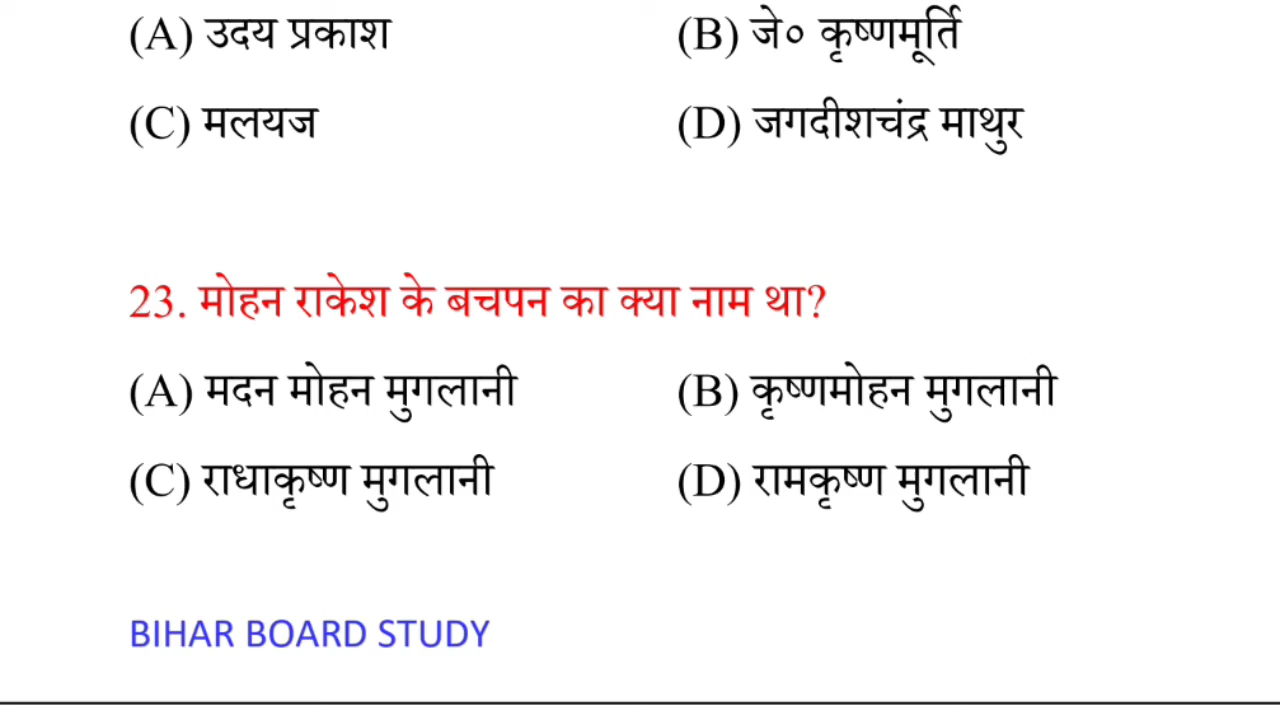 (A) उदय प्रकाश (B) जे० कृष्णमूर्ति
(C) मलयज (D) जगदीशचंद्र माथुर
23. मोहन राकेश के बचपन का क्या नाम था?
(A) मदन मोहन मुगलानी (B) कृष्णमोहन मुगलानी
(C) राधाकृष्ण मुगलानी (D) रामकृष्ण मुगलानी
BIHAR BOARD STUDY